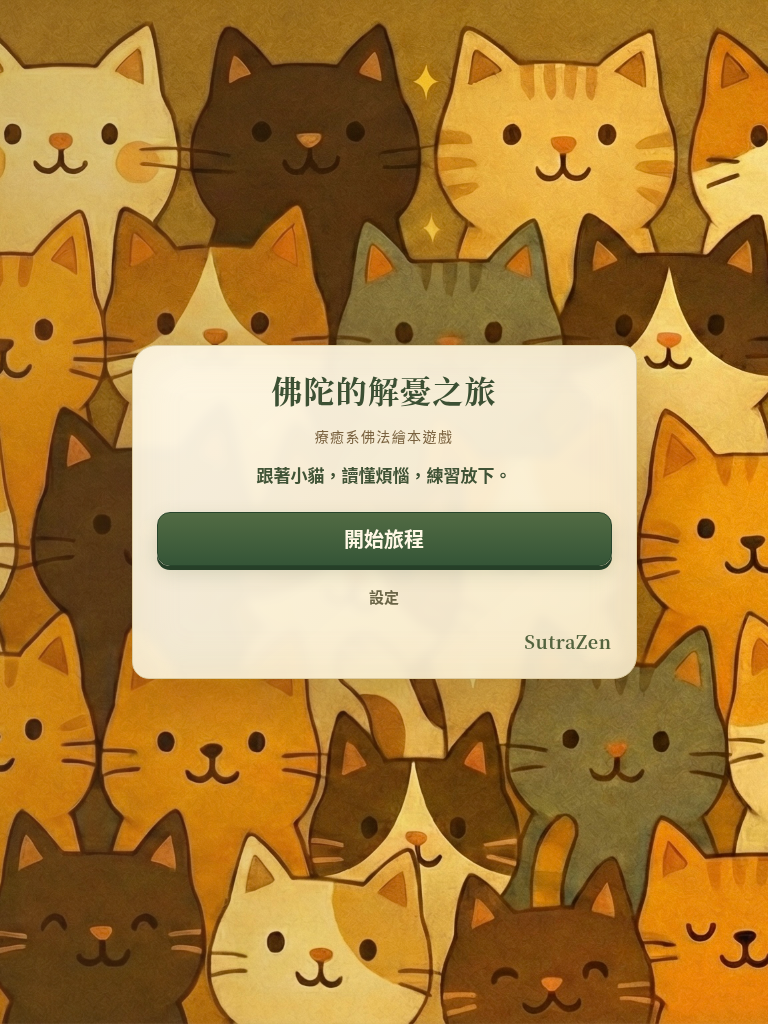 佛陀的解憂之旅
療癒系佛法繪本遊戲
跟著小貓，讀懂煩惱，練習放下。
開始旅程
設定
SutraZen